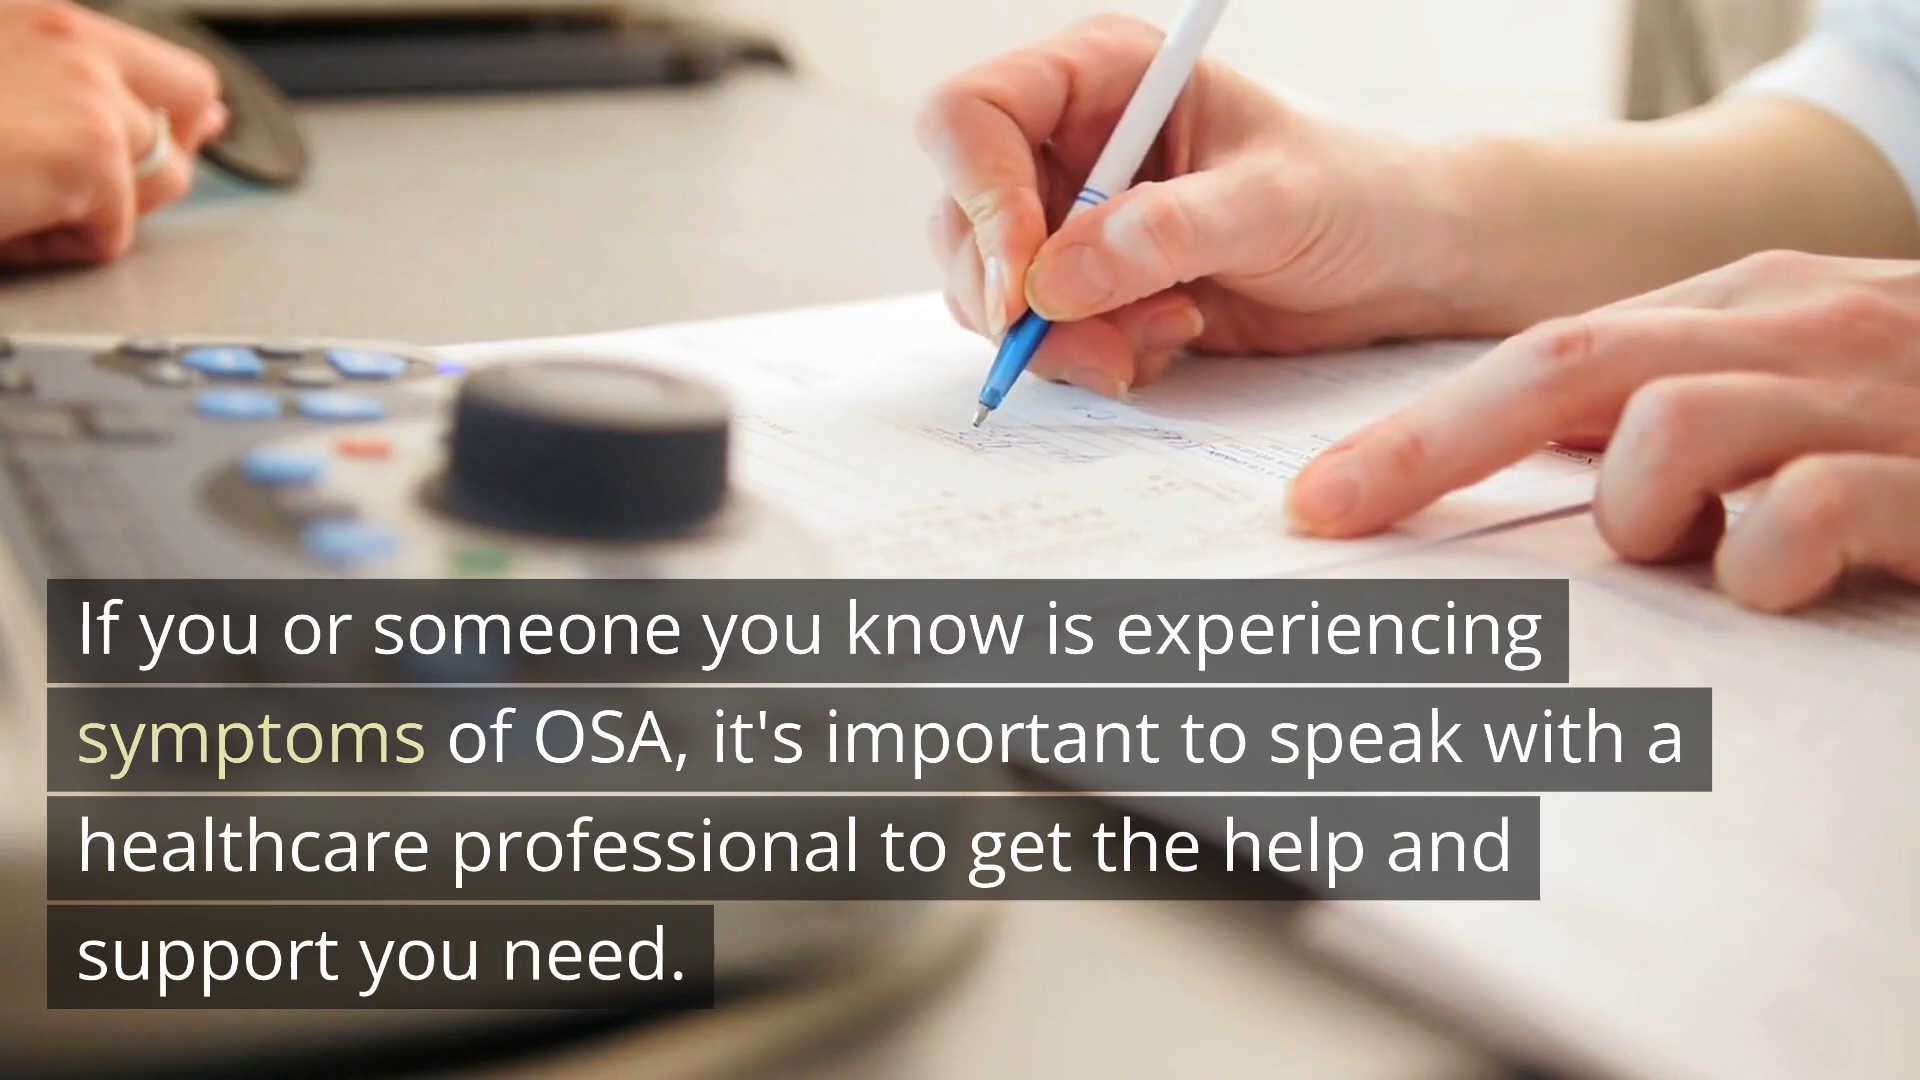 If you or someone you know is experiencing
symptoms of OSA, it's important to speak with a
healthcare professional to get the help and
support you need.